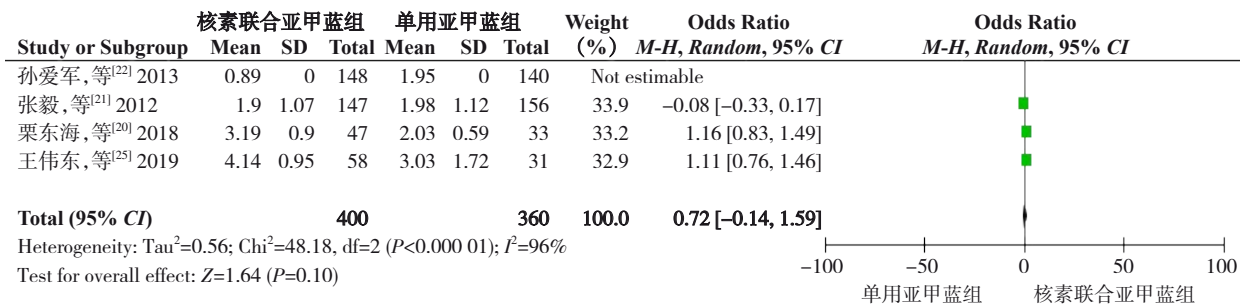 核素联合亚甲蓝组 单用亚甲蓝组 Weight Odds Ratio Odds Ratio
Study or Subgroup Mean SD Total Mean SD Total (%) M-H, Random, 95% CI M-H, Random, 95% CI
孙爱军,等[22] 2013 0.89 0 148 1.95 0 140 Not estimable
张毅,等[21] 2012 1.9 1.07 147 1.98 1.12 156 33.9 −0.08 [−0.33, 0.17]
栗东海,等[20] 2018 3.19 0.9 47 2.03 0.59 33 33.2 1.16 [0.83, 1.49]
王伟东,等[25] 2019 4.14 0.95 58 3.03 1.72 31 32.9 1.11 [0.76, 1.46]
Total (95% CI) 400 360 100.0 0.72 [−0.14, 1.59]
Heterogeneity: Tau²=0.56; Chi²=48.18, df=2 (P<0.000 01); I²=96%
Test for overall effect: Z=1.64 (P=0.10)
−100 −50 0 50 100
单用亚甲蓝组 核素联合亚甲蓝组